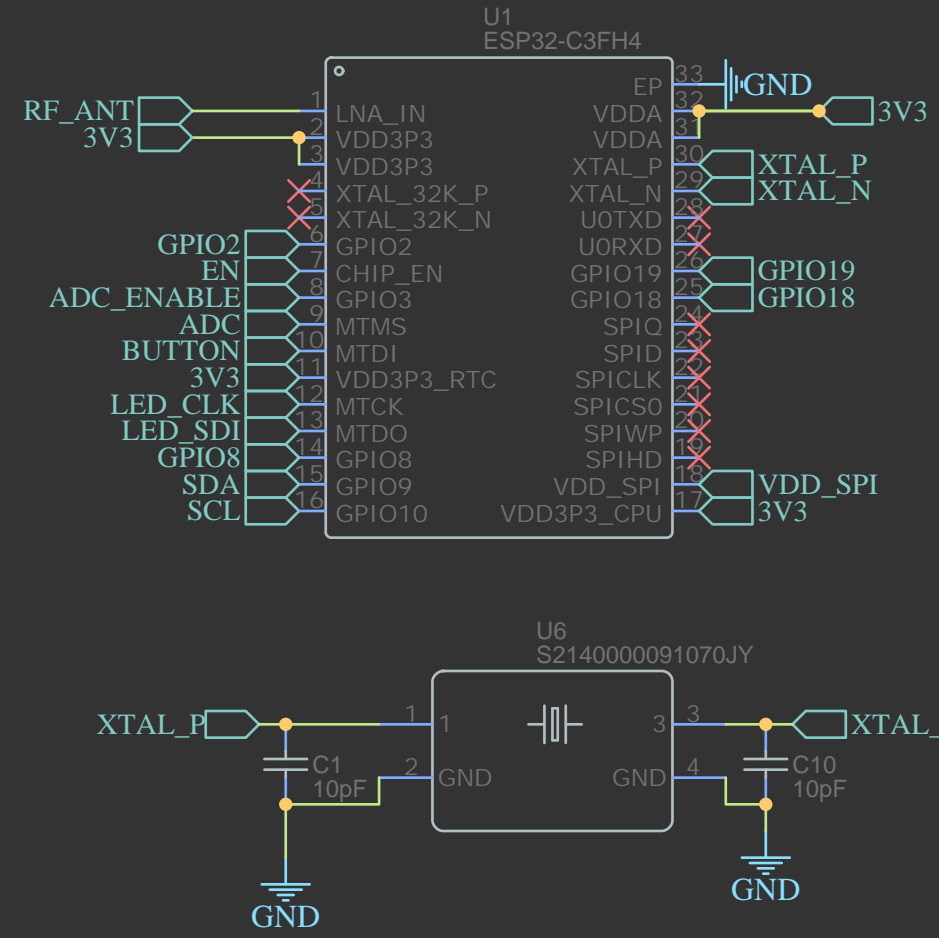 U1
ESP32-C3FH4
RF_ANT 1 LNA_IN
3V3 2 VDD3P3
3 VDD3P3
4 XTAL_32K_P
5 XTAL_32K_N
GPIO2 6 GPIO2
EN 7 CHIP_EN
ADC_ENABLE 8 GPIO3
ADC 9 MTMS
BUTTON 10 MTDI
3V3 11 VDD3P3_RTC
LED_CLK 12 MTCK
LED_SDI 13 MTDO
GPIO8 14 GPIO8
SDA 15 GPIO9
SCL 16 GPIO10
EP 33 GND
VDDA 32 3V3
VDDA 31
XTAL_P 30 XTAL_P
XTAL_N 29 XTAL_N
U0TXD 28
U0RXD 27
GPIO19 26 GPIO19
GPIO18 25 GPIO18
SPIQ 24
SPID 23
SPICLK 22
SPICS0 21
SPIWP 20
SPIHD 19
VDD_SPI 18 VDD_SPI
VDD3P3_CPU 17 3V3
U6
S2140000091070JY
XTAL_P 1 1 3 3 XTAL_
2 GND GND 4
C1
10pF
C10
10pF
GND
GND